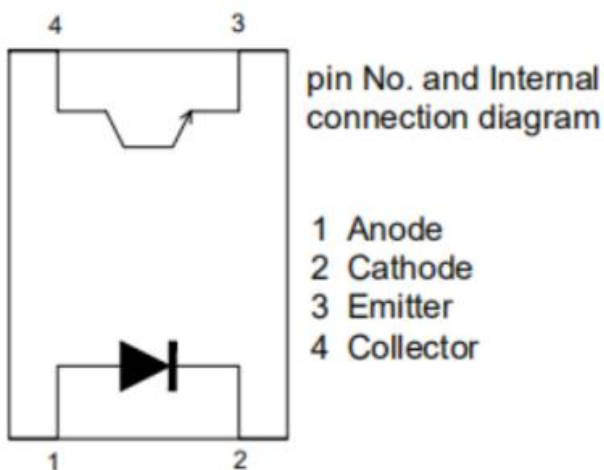 4 3
pin No. and Internal
connection diagram
1 Anode
2 Cathode
3 Emitter
4 Collector
1 2